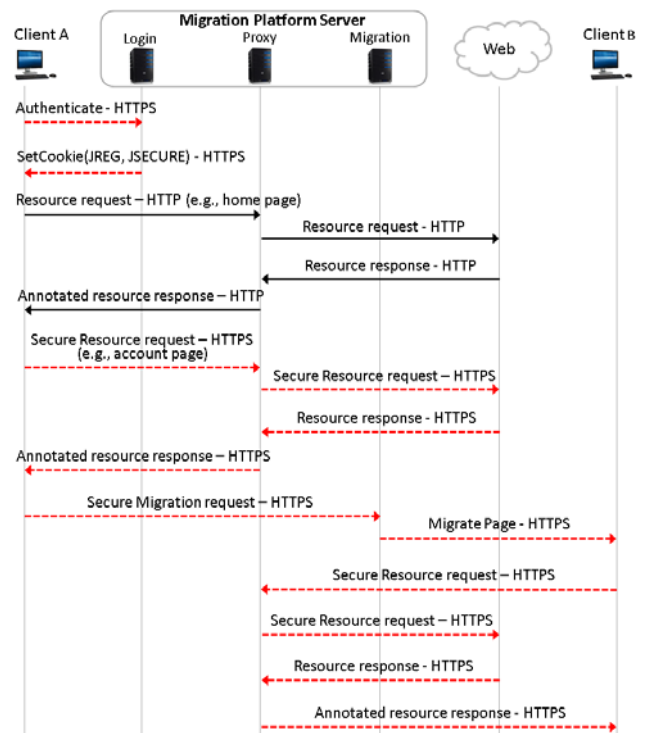 Migration Platform Server
Client A
Login
Proxy
Migration
Web
Client B
Authenticate - HTTPS
SetCookie(JREG, JSECURE) - HTTPS
Resource request – HTTP (e.g., home page)
Resource request - HTTP
Resource response - HTTP
Annotated resource response – HTTP
Secure Resource request – HTTPS
(e.g., account page)
Secure Resource request – HTTPS
Resource response - HTTPS
Annotated resource response – HTTPS
Secure Migration request – HTTPS
Migrate Page - HTTPS
Secure Resource request – HTTPS
Secure Resource request – HTTPS
Resource response - HTTPS
Annotated resource response - HTTPS